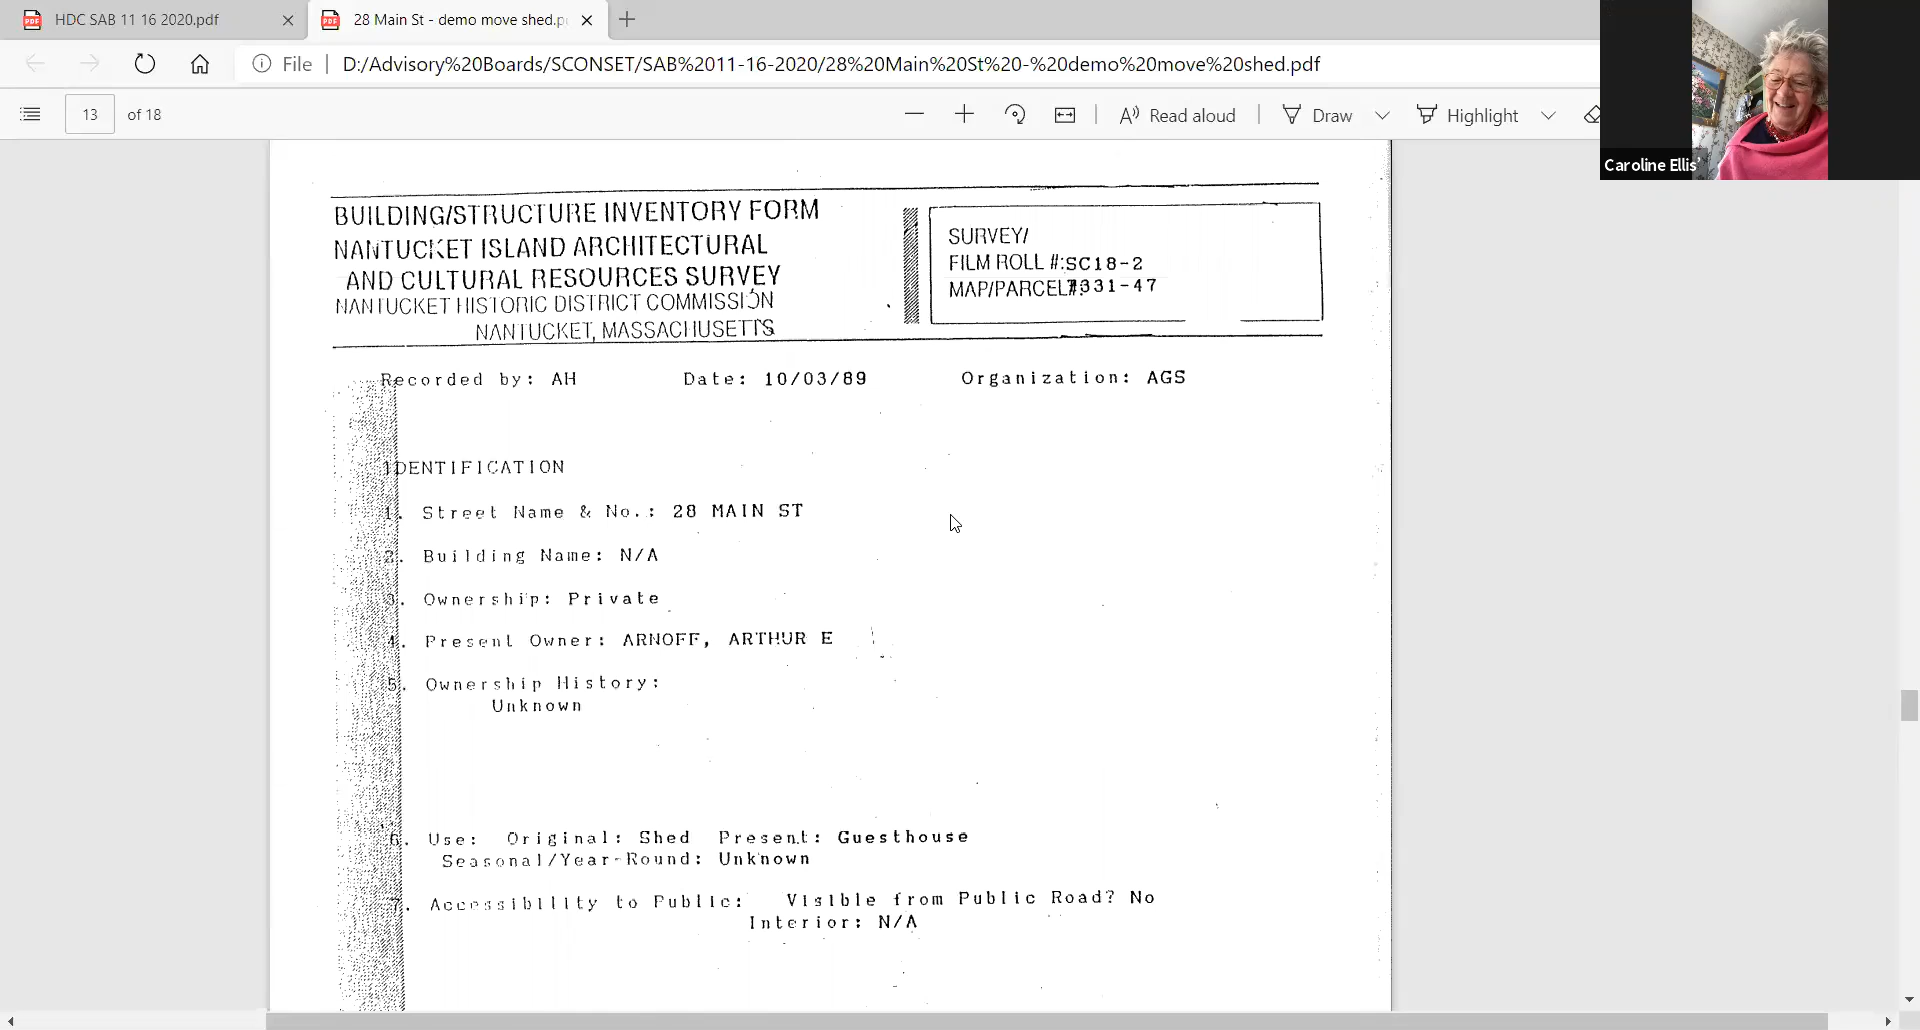 HDC SAB 11 16 2020.pdf
28 Main St - demo move shed.p
File
D:/Advisory%20Boards/SCONSET/SAB%2011-16-2020/28%20Main%20St%20-%20demo%20move%20shed.pdf
13 of 18
Read aloud
Draw
Highlight
Caroline Ellis'
BUILDING/STRUCTURE INVENTORY FORM
NANTUCKET ISLAND ARCHITECTURAL
AND CULTURAL RESOURCES SURVEY
NANTUCKET HISTORIC DISTRICT COMMISSION
NANTUCKET, MASSACHUSETTS
SURVEY/
FILM ROLL #:SC18-2
MAP/PARCEL#: 7331-47
Recorded by: AH Date: 10/03/89 Organization: AGS
IDENTIFICATION
1. Street Name & No.: 28 MAIN ST
2. Building Name: N/A
3. Ownership: Private
4. Present Owner: ARNOFF, ARTHUR E
5. Ownership History:
Unknown
6. Use: Original: Shed Present: Guesthouse
Seasonal/Year-Round: Unknown
7. Accessibility to Public: Visible from Public Road? No
Interior: N/A